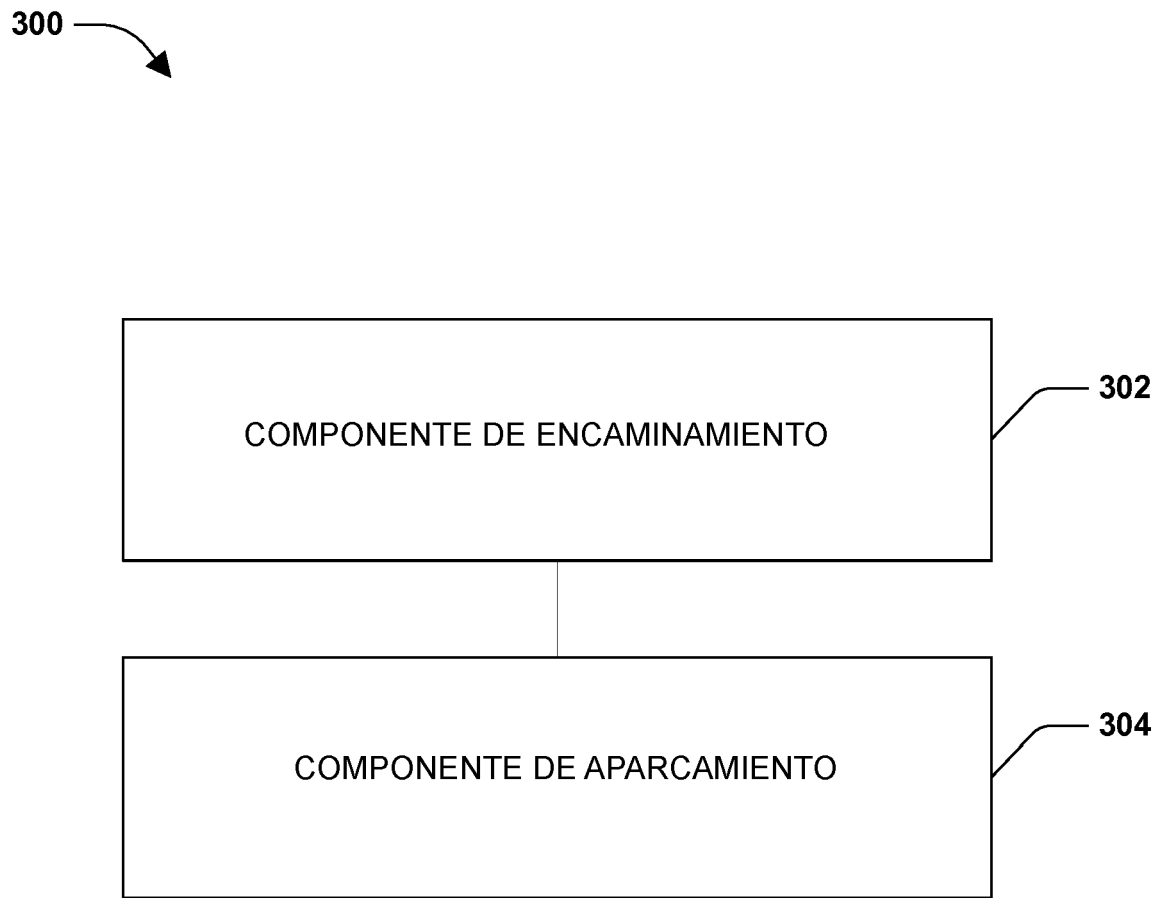 300
302
COMPONENTE DE ENCAMINAMIENTO
304
COMPONENTE DE APARCAMIENTO